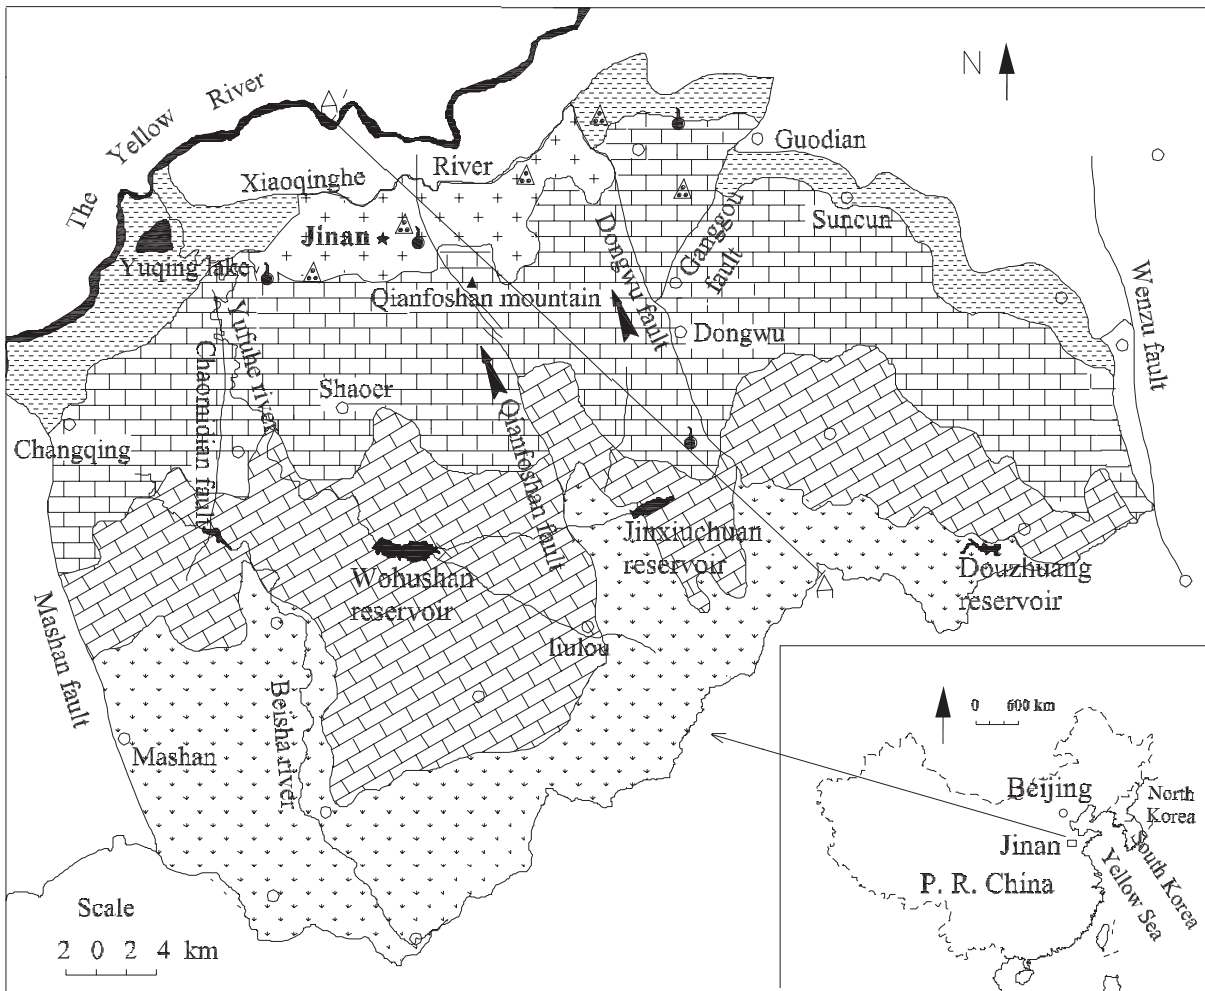 N
The Yellow River
Xiaoqinghe River
Guodian
Suncun
Jinan
Yuqing lake
Qianfoshan mountain
Dongwu fault
Ganggou
fault
Dongwu
Wenzu fault
Yufuhe river
Chaomidian fault
Shaoer
Changqing
Qianfoshan fault
Jinxiuchuan
reservoir
Wohushan
reservoir
Douzhuang
reservoir
Mashan fault
liulou
Beisha river
Mashan
Scale
2 0 2 4 km
0 600 km
Beijing
North
Korea
South Korea
Jinan
Yellow Sea
P. R. China